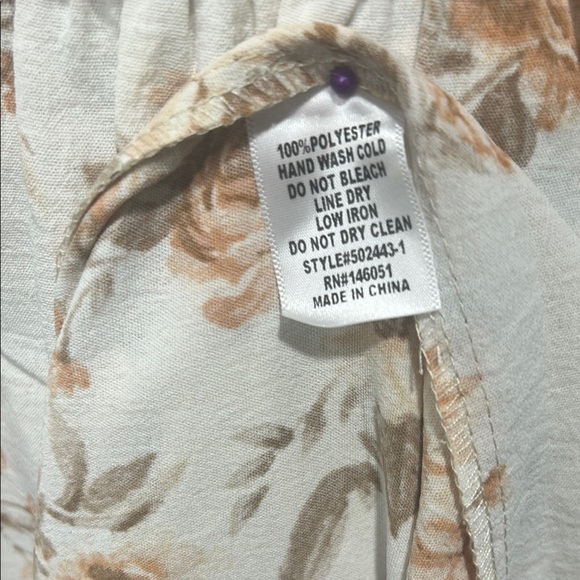 100%POLYESTER
HAND WASH COLD
DO NOT BLEACH
LINE DRY
LOW IRON
DO NOT DRY CLEAN
STYLE#502443-1
RN#146051
MADE IN CHINA